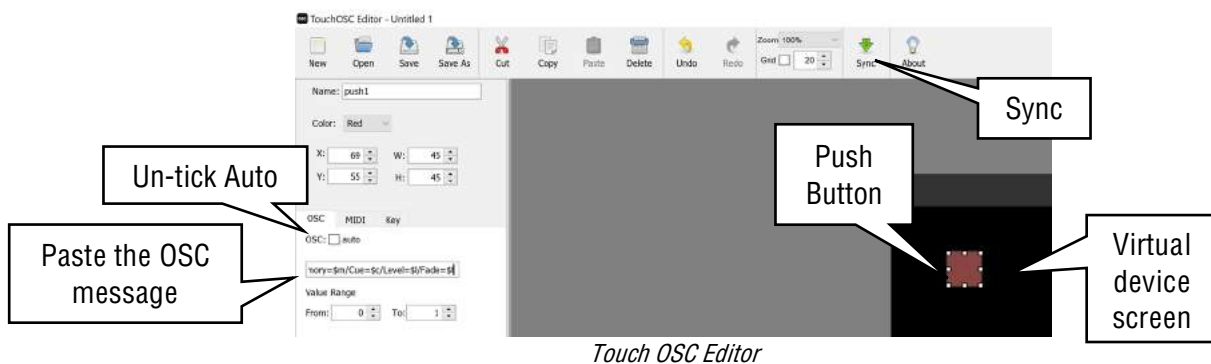 TouchOSC Editor - Untitled 1
New Open Save Save As Cut Copy Paste Delete Undo Redo Zoom 100% Grid 20 Sync About
Name: push1
Color: Red
X: 69 W: 45
Y: 55 H: 45
OSC MIDI Key
OSC: auto
mory=$m/Cue=$c/Level=$l/Fade=$f
Value Range
From: 0 To: 1
Sync
Push
Button
Un-tick Auto
Paste the OSC
message
Virtual
device
screen
Touch OSC Editor